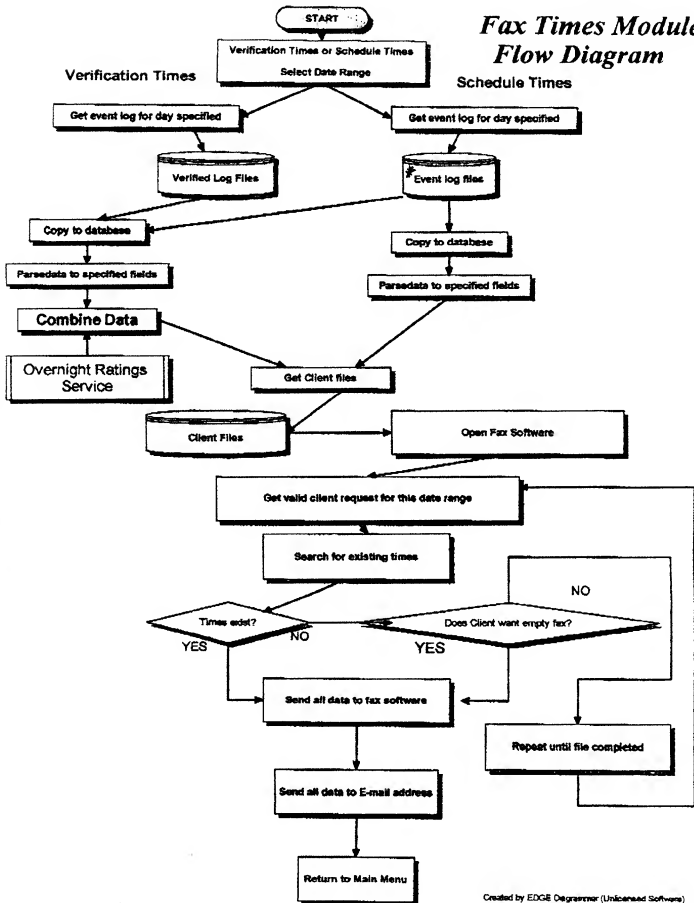 START
Fax Times Module
Flow Diagram
Verification Times or Schedule Times
Select Date Range
Verification Times
Schedule Times
Get event log for day specified
Get event log for day specified
Verified Log Files
*Event log files
Copy to database
Copy to database
Parsedata to specified fields
Parsedata to specified fields
Combine Data
Overnight Ratings
Service
Get Client files
Client Files
Open Fax Software
Get valid client request for this date range
Search for existing times
NO
Times exist?
Does Client want empty fax?
NO
YES
YES
Send all data to fax software
Repeat until file completed
Send all data to E-mail address
Return to Main Menu
Created by EDGE Diagrammer (Unlicensed Software)